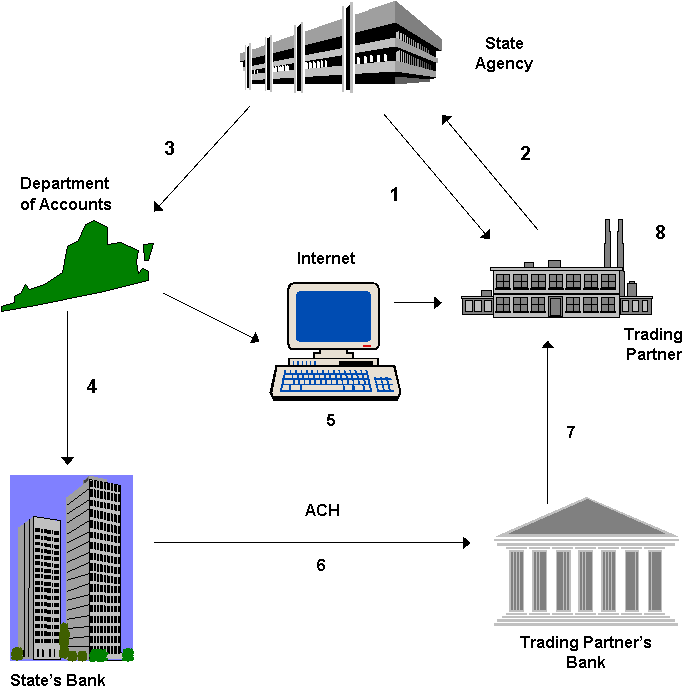 State
Agency
3
2
Department
of Accounts
1
8
Internet
Trading
Partner
4
5
7
ACH
6
Trading Partner's
Bank
State's Bank